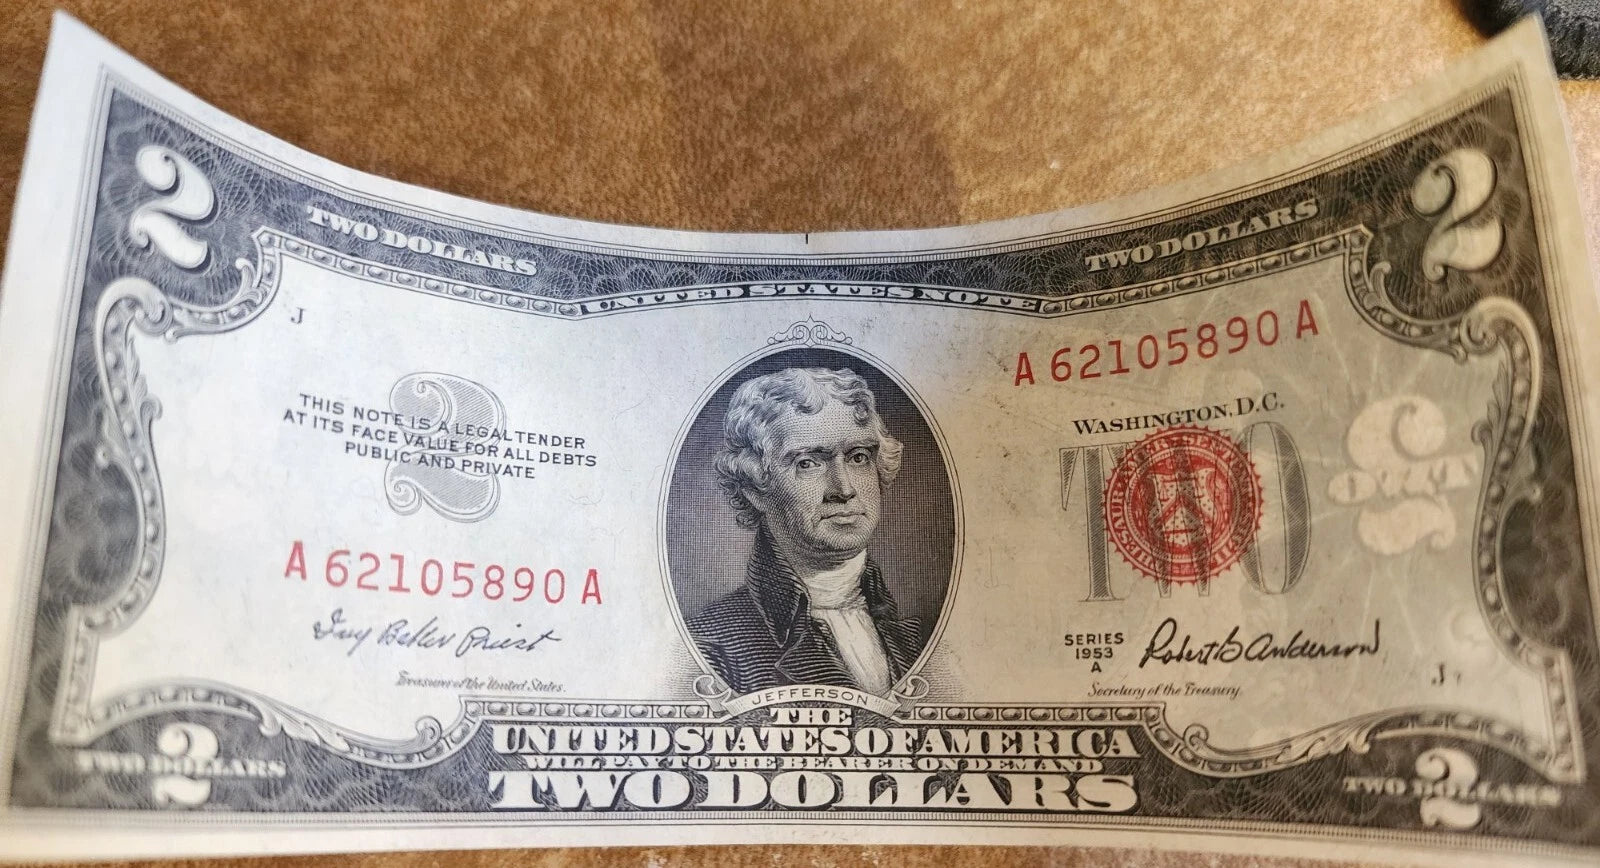 2
2
TWO DOLLARS
TWO DOLLARS
UNITED STATES NOTE
J
A 62105890 A
THIS NOTE IS A LEGAL TENDER
AT ITS FACE VALUE FOR ALL DEBTS
PUBLIC AND PRIVATE
2
WASHINGTON, D.C.
TWO
2
A 62105890 A
Ivy Baker Priest
Treasurer of the United States.
SERIES
1953
A
Robert B Anderson
Secretary of the Treasury.
J
JEFFERSON
THE
UNITED STATES OF AMERICA
WILL PAY TO THE BEARER ON DEMAND
TWO DOLLARS
2
TWO DOLLARS
2
TWO DOLLARS